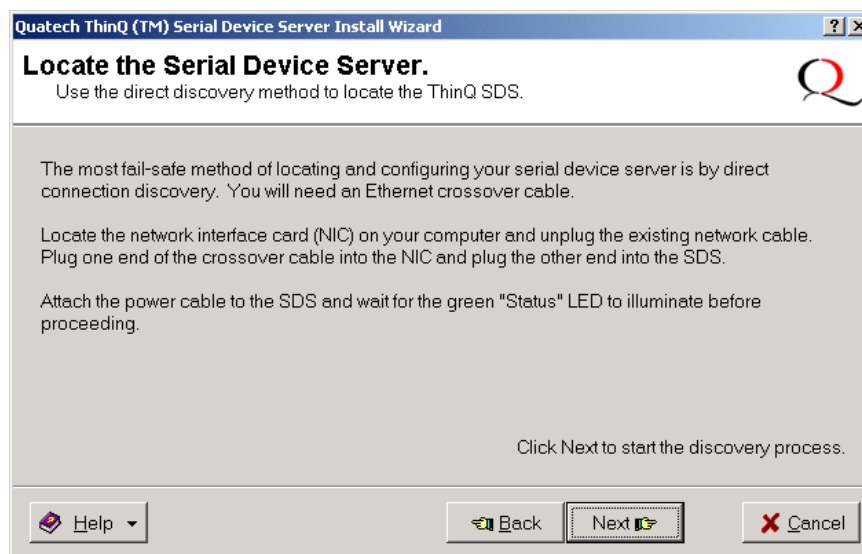 Quatech ThinQ (TM) Serial Device Server Install Wizard
Locate the Serial Device Server.
Use the direct discovery method to locate the ThinQ SDS.
The most fail-safe method of locating and configuring your serial device server is by direct
connection discovery. You will need an Ethernet crossover cable.
Locate the network interface card (NIC) on your computer and unplug the existing network cable.
Plug one end of the crossover cable into the NIC and plug the other end into the SDS.
Attach the power cable to the SDS and wait for the green "Status" LED to illuminate before
proceeding.
Click Next to start the discovery process.
Help Back Next Cancel